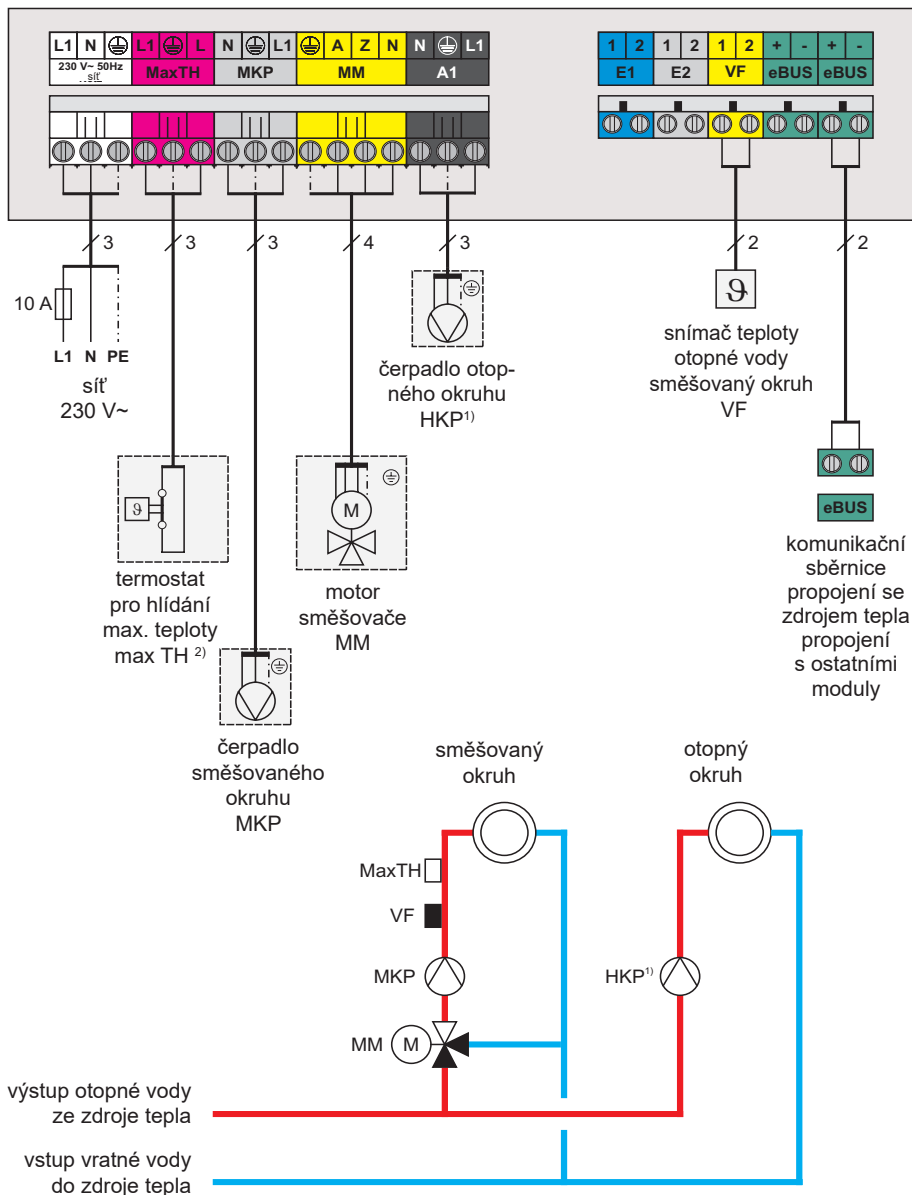 L1 N L1 L N L1 A Z N N L1
230 V~ 50Hz
síť
MaxTH MKP MM A1
1 2 1 2 1 2 + - + -
E1 E2 VF eBUS eBUS
3 3 3 4 3 2 2
10 A
L1 N PE
síť
230 V~
čerpadlo otop-
ného okruhu
HKP1)
ϑ
snímač teploty
otopné vody
směšovaný okruh
VF
ϑ
termostat
pro hlídání
max. teploty
max TH 2)
M
motor
směšovače
MM
eBUS
komunikační
sběrnice
propojení se
zdrojem tepla
propojení
s ostatními
moduly
čerpadlo
směšovaného
okruhu
MKP
směšovaný
okruh
otopný
okruh
MaxTH
VF
MKP
HKP1)
MM M
výstup otopné vody
ze zdroje tepla
vstup vratné vody
do zdroje tepla